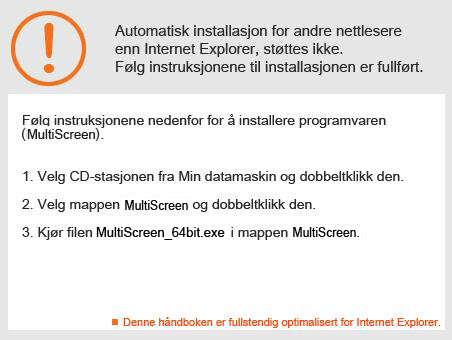 Automatisk installasjon for andre nettlesere
enn Internet Explorer, støttes ikke.
Følg instruksjonene til installasjonen er fullført.
Følg instruksjonene nedenfor for å installere programvaren
(MultiScreen).
1. Velg CD-stasjonen fra Min datamaskin og dobbeltklikk den.
2. Velg mappen MultiScreen og dobbeltklikk den.
3. Kjør filen MultiScreen_64bit.exe i mappen MultiScreen.
Denne håndboken er fullstendig optimalisert for Internet Explorer.